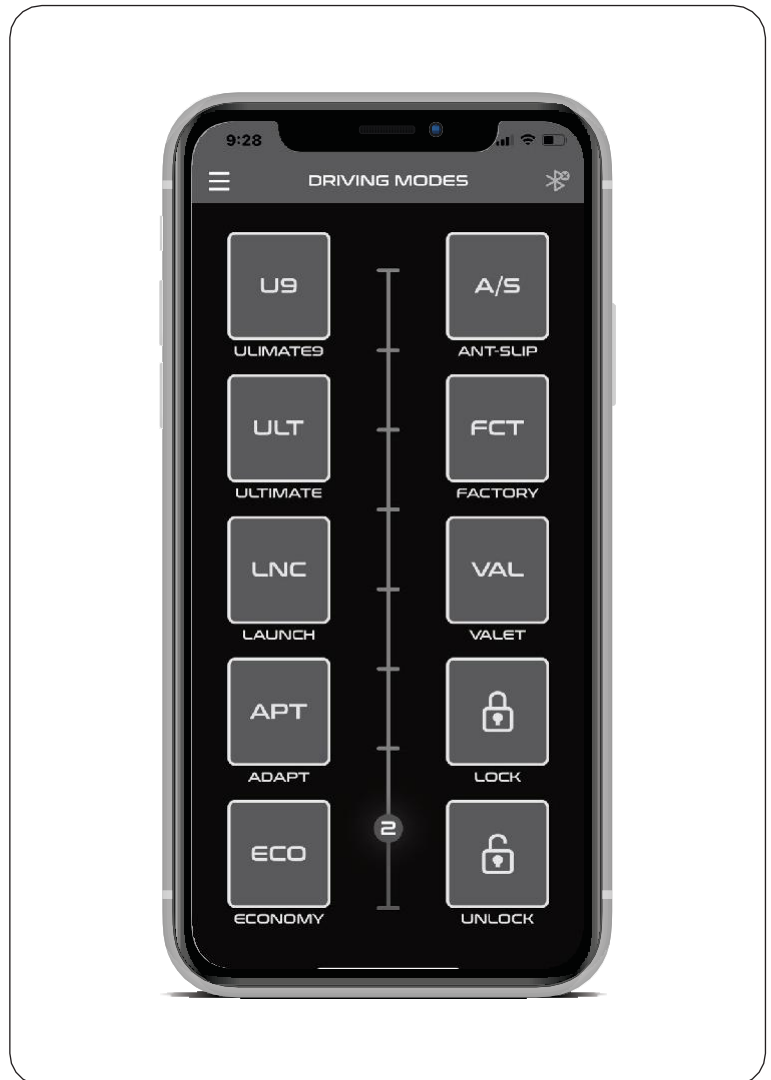 9:28
DRIVING MODES
U9
A/S
ULIMATE9
ANT-SLIP
ULT
FCT
ULTIMATE
FACTORY
LNC
VAL
LAUNCH
VALET
APT
ADAPT
LOCK
2
ECO
ECONOMY
UNLOCK